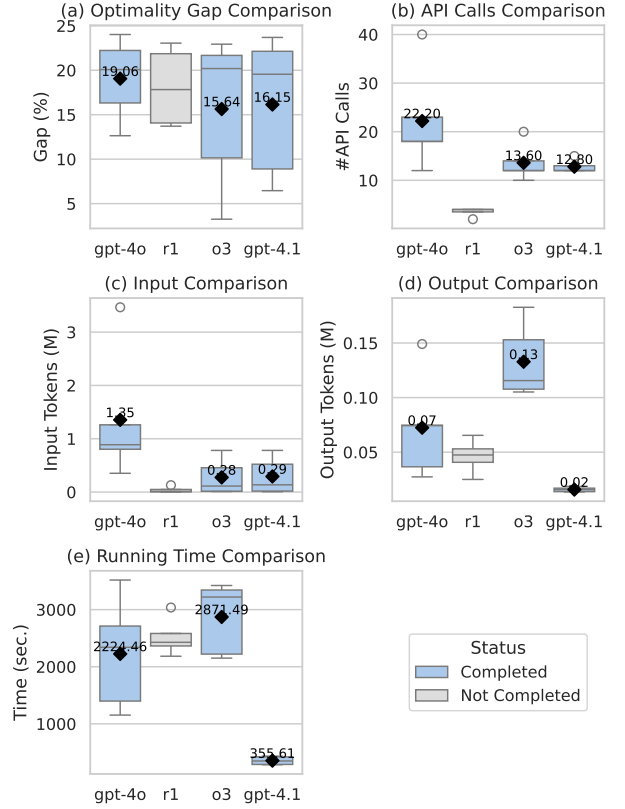 (a) Optimality Gap Comparison
25
20
15
10
5
Gap (%)
19.06
15.64
16.15
gpt-4o r1 o3 gpt-4.1
(b) API Calls Comparison
40
30
20
10
#API Calls
22.20
13.60
12.80
gpt-4o r1 o3 gpt-4.1
(c) Input Comparison
3
2
1
0
Input Tokens (M)
1.35
0.28
0.29
gpt-4o r1 o3 gpt-4.1
(d) Output Comparison
0.15
0.10
0.05
Output Tokens (M)
0.07
0.13
0.02
gpt-4o r1 o3 gpt-4.1
(e) Running Time Comparison
3000
2000
1000
Time (sec.)
2224.46
2871.49
355.61
gpt-4o r1 o3 gpt-4.1
Status
Completed
Not Completed